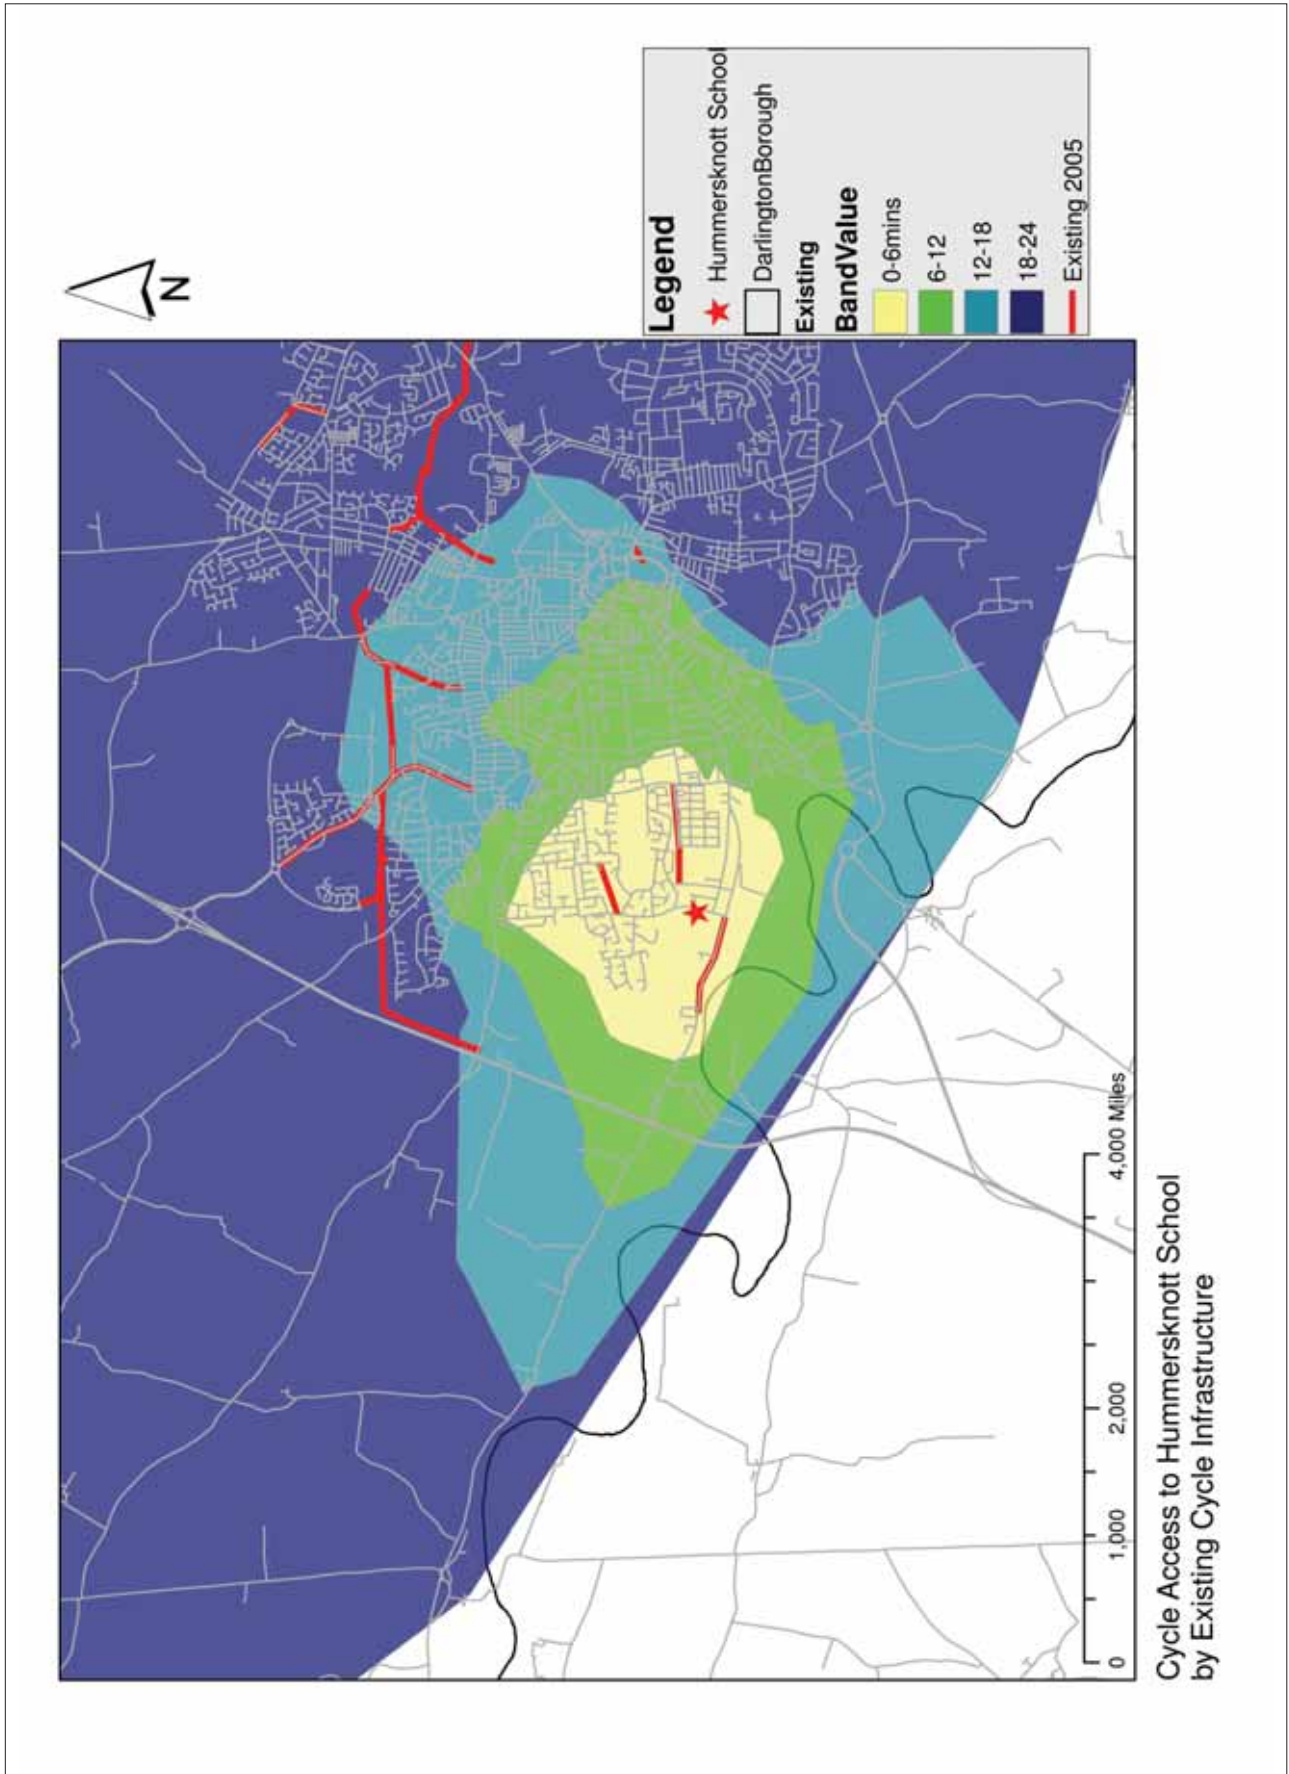 N
Legend
Hummersknott School
DarlingtonBorough
Existing
BandValue
0-6mins
6-12
12-18
18-24
Existing 2005
0
1,000
2,000
4,000 Miles
Cycle Access to Hummersknott School
by Existing Cycle Infrastructure